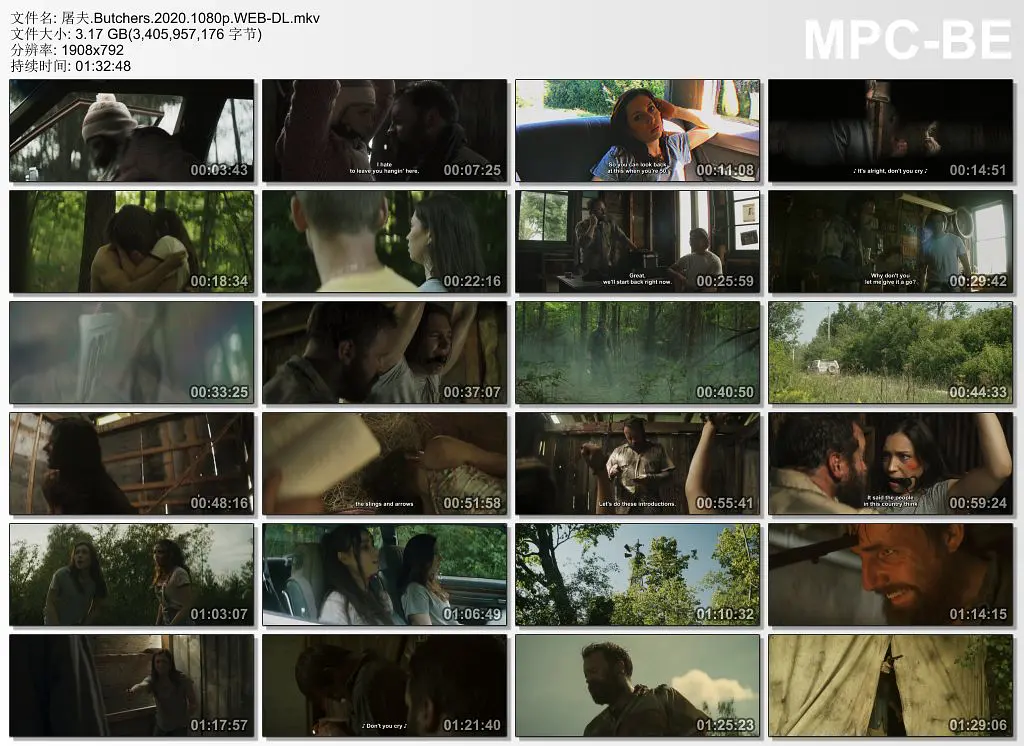 文件名: 屠夫.Butchers.2020.1080p.WEB-DL.mkv
文件大小: 3.17 GB(3,405,957,176 字节)
分辨率: 1908x792
持续时间: 01:32:48
MPC-BE
00:03:43
I hate
to leave you hangin' here.
00:07:25
So you can look back
at this when you're 50.
00:11:08
♪ It's alright, don't you cry ♪
00:14:51
00:18:34
00:22:16
Great,
we'll start back right now.
00:25:59
Why don't you
let me give it a go?
00:29:42
00:33:25
00:37:07
00:40:50
00:44:33
00:48:16
the slings and arrows
00:51:58
Let's do these introductions.
00:55:41
It said the people
in this country think
00:59:24
01:03:07
01:06:49
01:10:32
01:14:15
01:17:57
♪ Don't you cry ♪
01:21:40
01:25:23
01:29:06